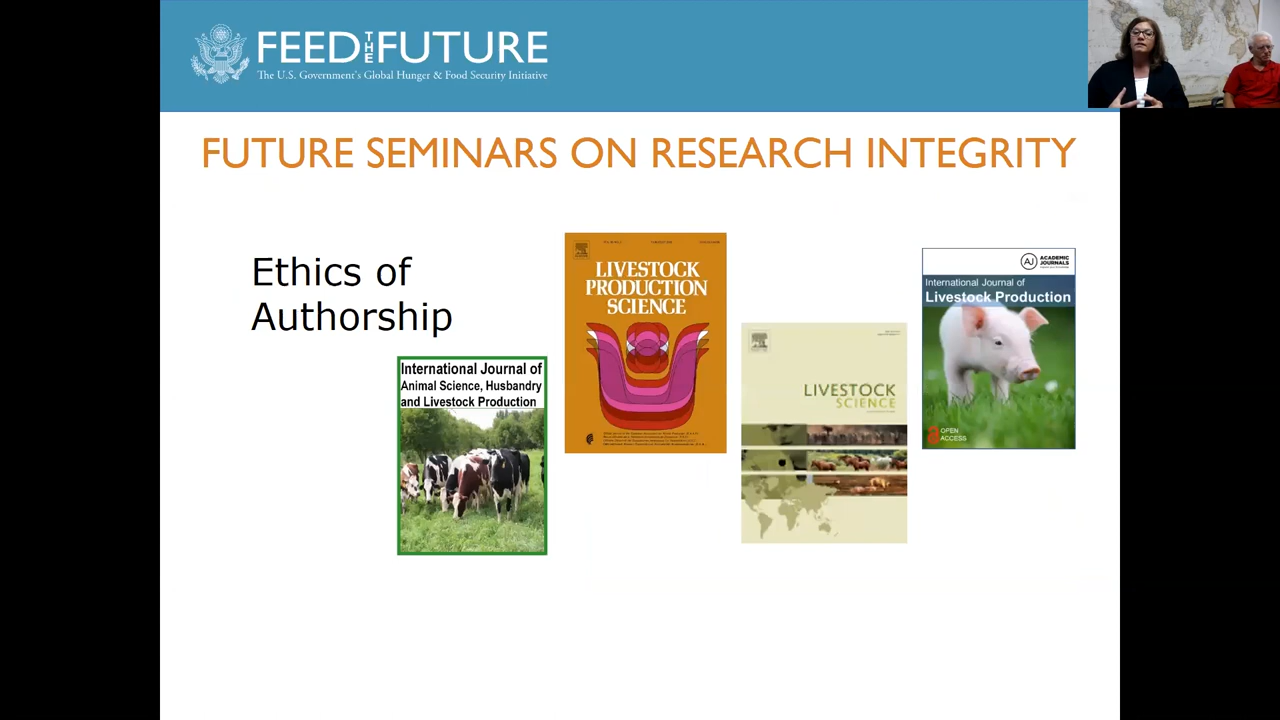 FEED THE FUTURE
The U.S. Government's Global Hunger & Food Security Initiative
FUTURE SEMINARS ON RESEARCH INTEGRITY
Ethics of
Authorship
LIVESTOCK
PRODUCTION
SCIENCE
AJ ACADEMIC
JOURNALS
International Journal of
Livestock Production
OPEN
ACCESS
LIVESTOCK
SCIENCE
International Journal of
Animal Science, Husbandry
and Livestock Production